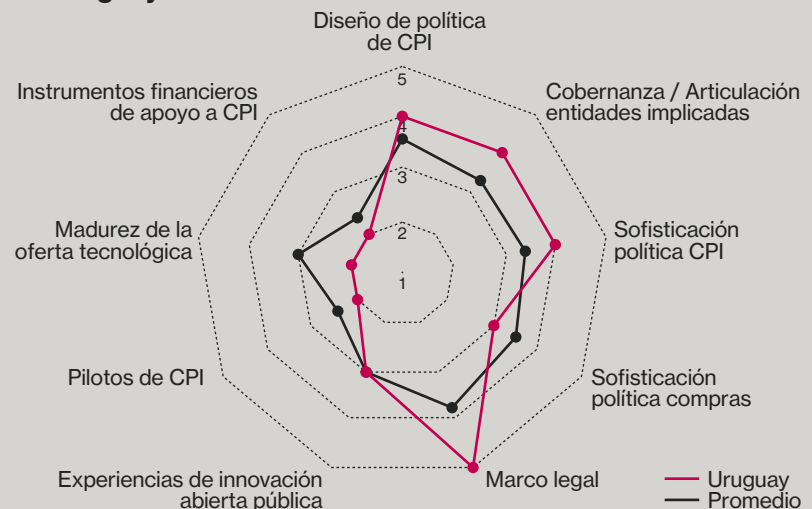 Diseño de política
de CPI
Instrumentos financieros
de apoyo a CPI
Cobernanza / Articulación
entidades implicadas
5
4
3
2
1
Madurez de la
oferta tecnológica
Sofisticación
política CPI
Pilotos de CPI
Sofisticación
política compras
Experiencias de innovación
abierta pública
Marco legal
Uruguay
Promedio